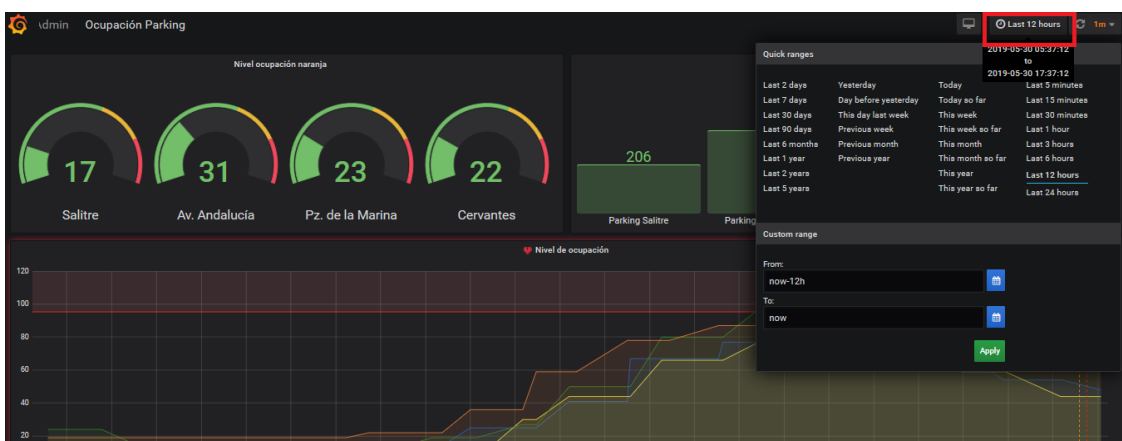 Admin Ocupación Parking
Last 12 hours 1m
2019-05-30 05:37:12
to
2019-05-30 17:37:12
Nivel ocupación naranja
17 31 23 22
Salitre Av. Andalucía Pz. de la Marina Cervantes
206
Parking Salitre Parking
Quick ranges
Last 2 days Yesterday Today Last 5 minutes
Last 7 days Day before yesterday Today so far Last 15 minutes
Last 30 days This day last week This week Last 30 minutes
Last 90 days Previous week This week so far Last 1 hour
Last 6 months Previous month This month Last 3 hours
Last 1 year Previous year This month so far Last 6 hours
Last 2 years This year Last 12 hours
Last 5 years This year so far Last 24 hours
Custom range
From:
now-12h
To:
now
Apply
Nivel de ocupación
120
100
80
60
40
20